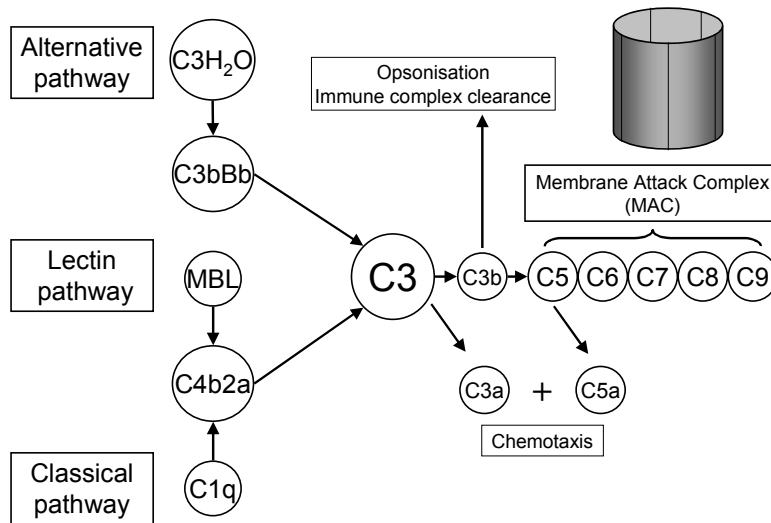 Alternative
pathway
C3H₂O
C3bBb
Opsonisation
Immune complex clearance
Membrane Attack Complex
(MAC)
Lectin
pathway
MBL
C3
C3b
C5
C6
C7
C8
C9
C4b2a
C3a
+
C5a
Chemotaxis
Classical
pathway
C1q